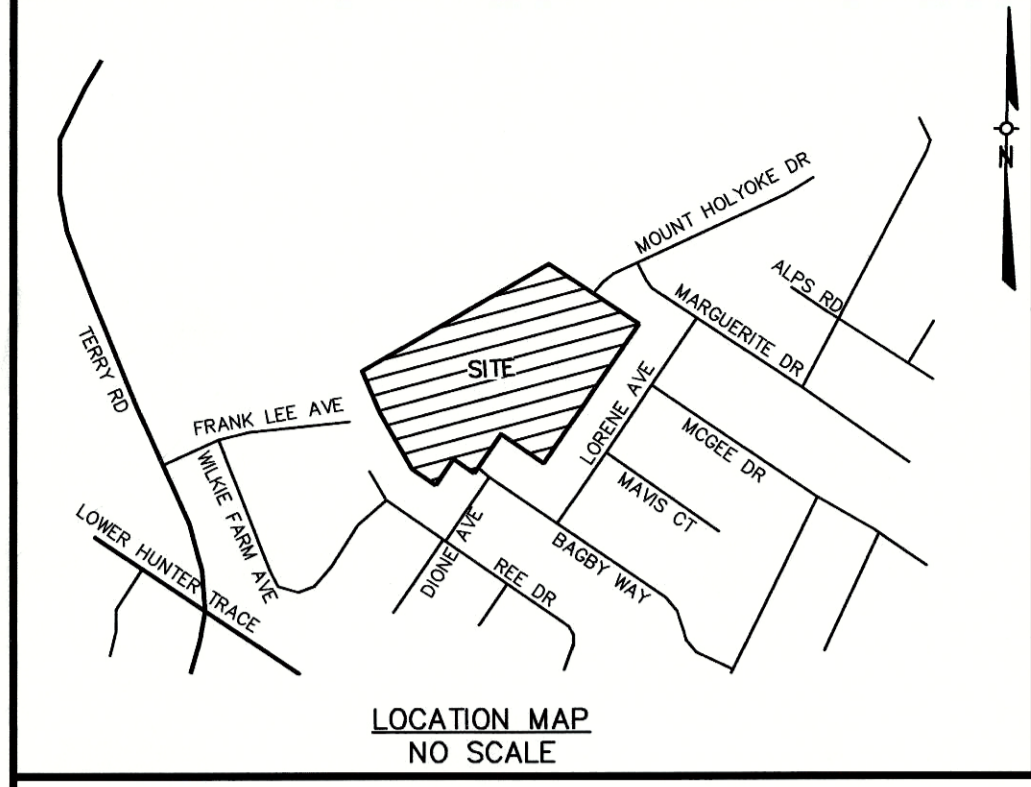 N
MOUNT HOLYOKE DR
ALPS RD
MARGUERITE DR
TERRY RD
SITE
LORENE AVE
FRANK LEE AVE
MCGEE DR
WILKIE FARM AVE
MAVIS CT
LOWER HUNTER TRACE
DIONE AVE
BAGBY WAY
REE DR
LOCATION MAP
NO SCALE